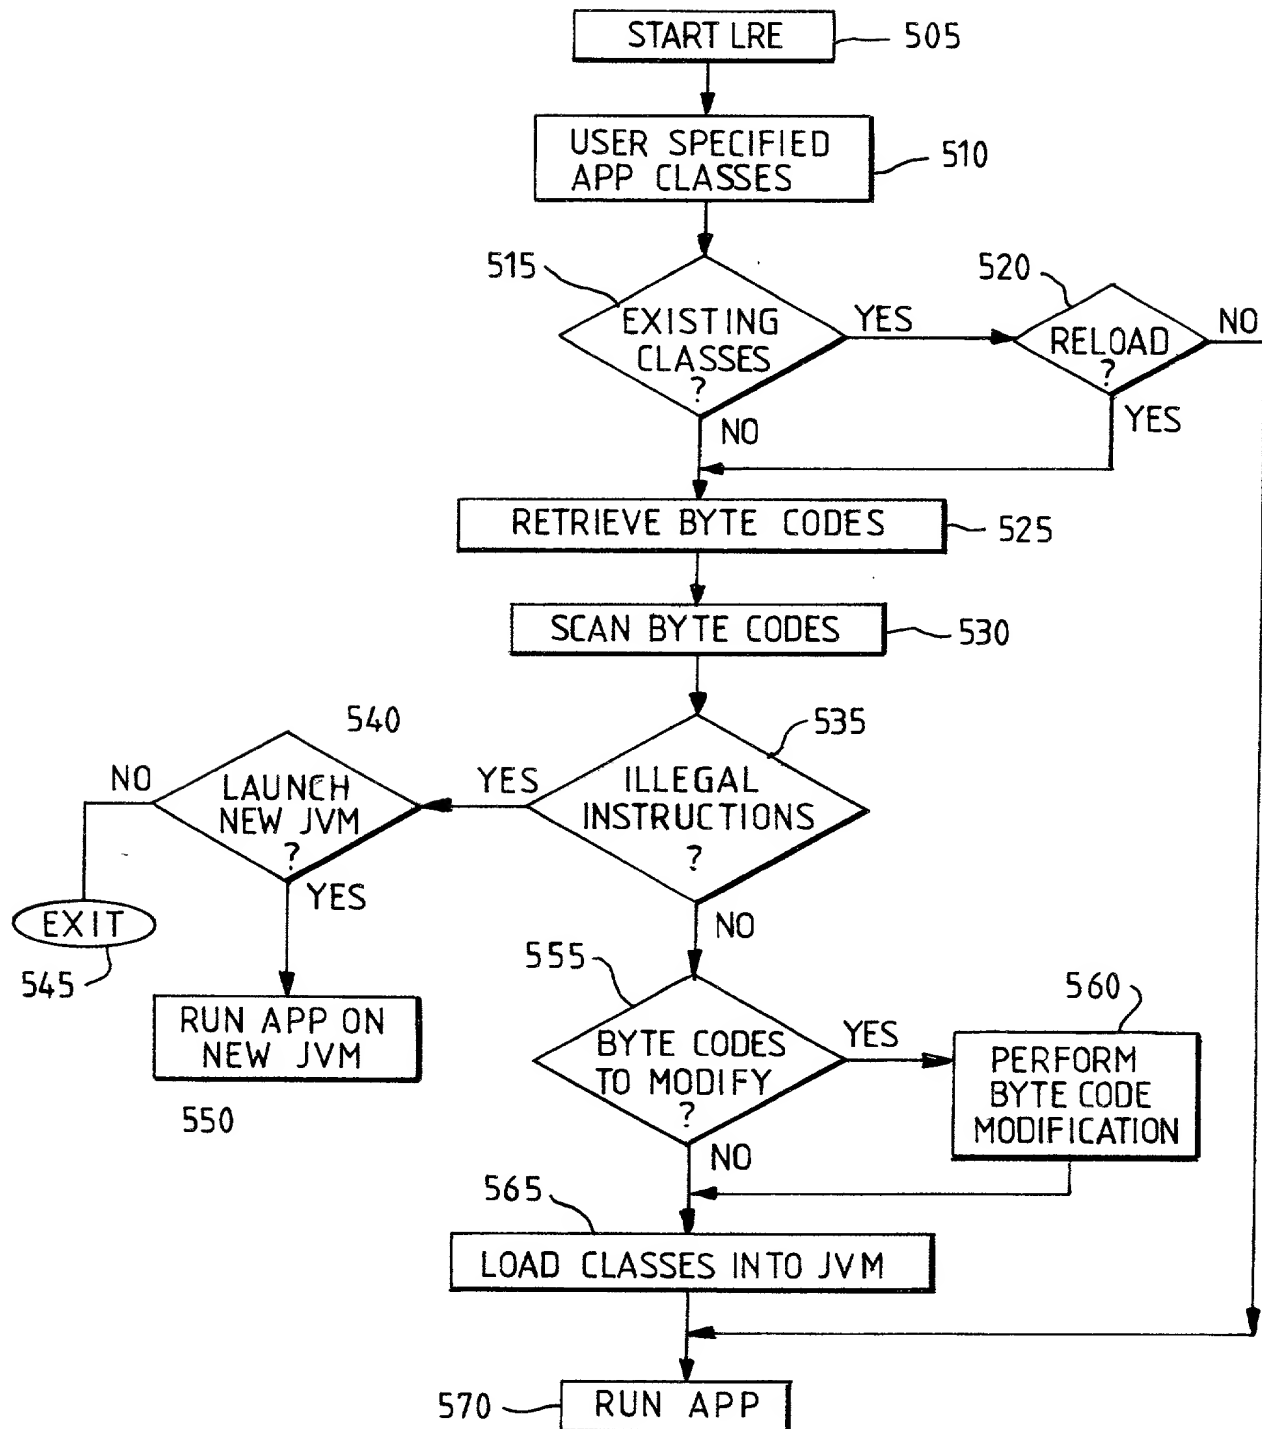 START LRE
505
USER SPECIFIED
APP CLASSES
510
515
EXISTING
CLASSES
?
YES
NO
520
RELOAD
?
NO
YES
RETRIEVE BYTE CODES
525
SCAN BYTE CODES
530
535
ILLEGAL
INSTRUCTIONS
?
YES
NO
540
LAUNCH
NEW JVM
?
NO
YES
EXIT
545
RUN APP ON
NEW JVM
550
555
BYTE CODES
TO MODIFY
?
YES
NO
560
PERFORM
BYTE CODE
MODIFICATION
565
LOAD CLASSES INTO JVM
570
RUN APP